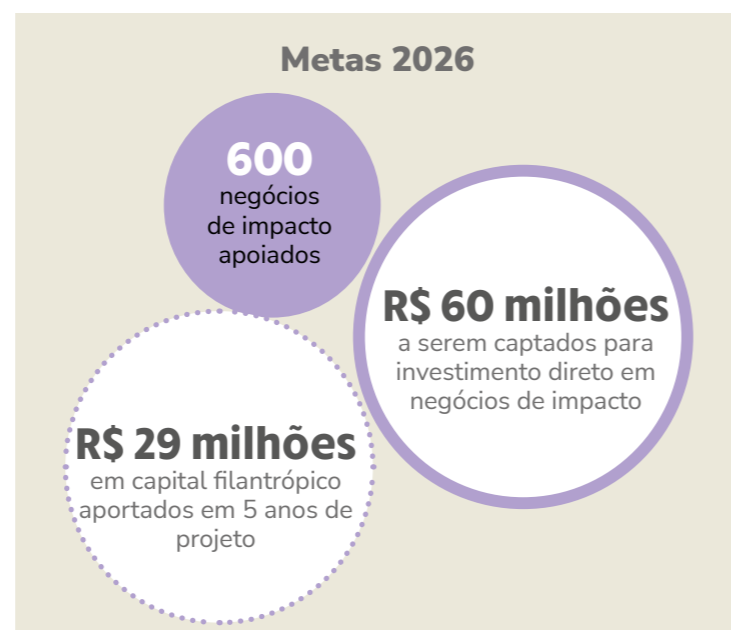 Metas 2026
600
negócios
de impacto
apoiados
R$ 60 milhões
a serem captados para
investimento direto em
negócios de impacto
R$ 29 milhões
em capital filantrópico
aportados em 5 anos de
projeto